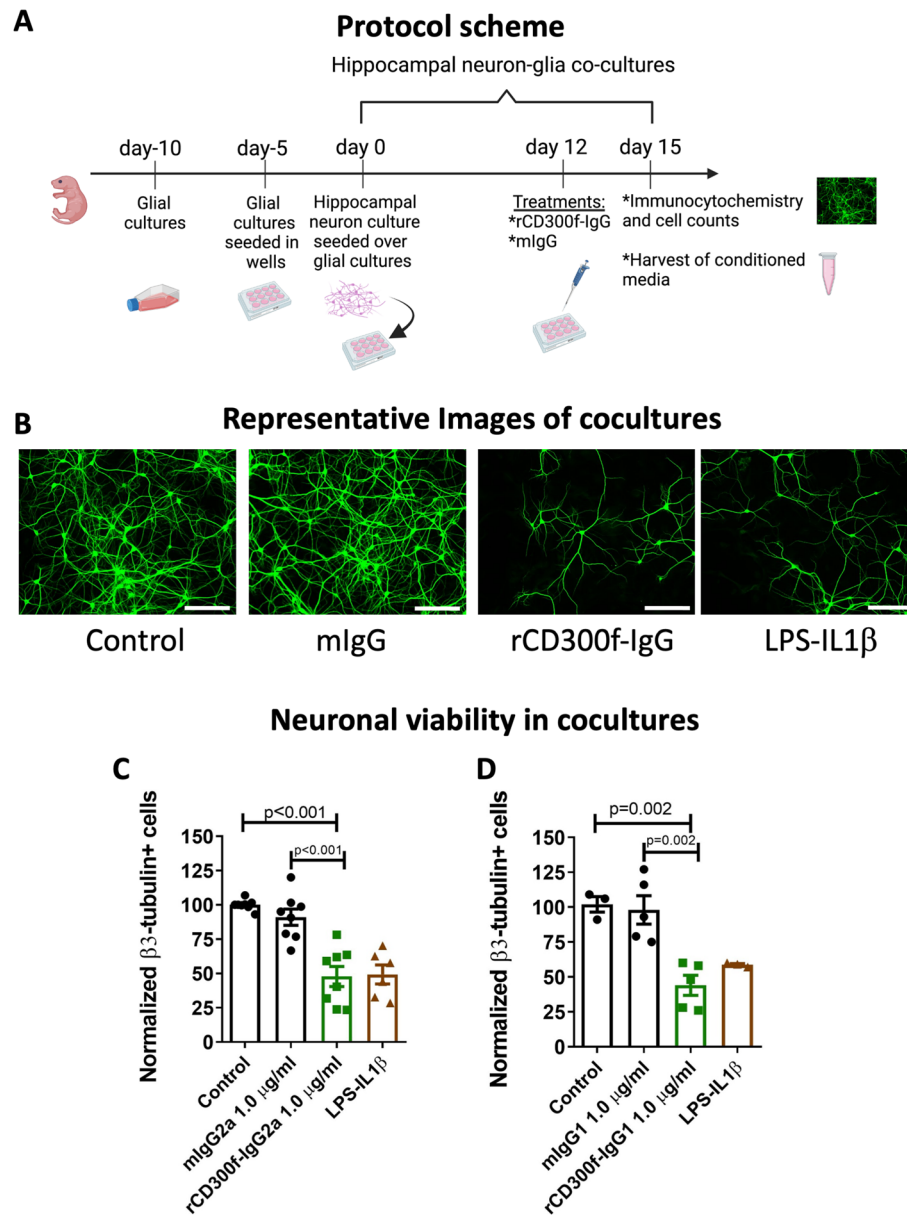 A
Protocol scheme
Hippocampal neuron-glia co-cultures
day-10
day-5
day 0
day 12
day 15
Glial
cultures
Glial
cultures
seeded in
wells
Hippocampal
neuron culture
seeded over
glial cultures
Treatments:
*rCD300f-IgG
*mIgG
*Immunocytochemistry
and cell counts
*Harvest of conditioned
media
B
Representative Images of cocultures
Control
mIgG
rCD300f-IgG
LPS-IL1β
Neuronal viability in cocultures
C
Normalized β3-tubulin+ cells
p<0.001
p<0.001
150
125
100
75
50
25
0
Control
mIgG2a 1.0 μg/ml
rCD300f-IgG2a 1.0 μg/ml
LPS-IL1β
D
Normalized β3-tubulin+ cells
p=0.002
p=0.002
150
125
100
75
50
25
0
Control
mIgG1 1.0 μg/ml
rCD300f-IgG1 1.0 μg/ml
LPS-IL1β